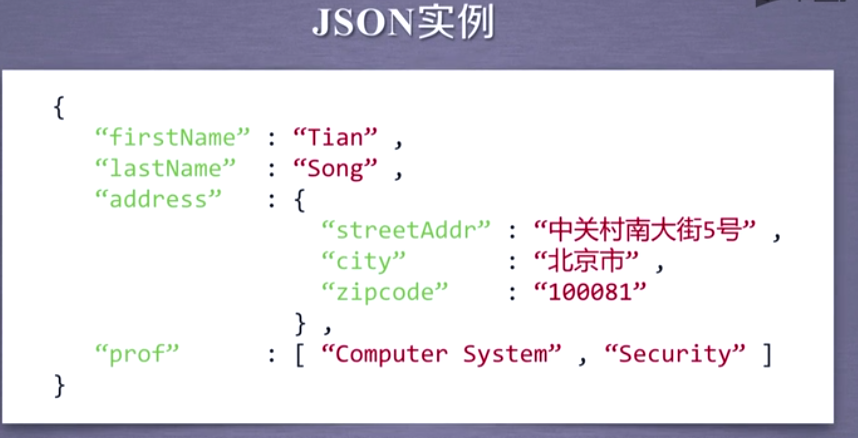 JSON实例
{
“firstName” : “Tian” ,
“lastName” : “Song” ,
“address” : {
“streetAddr” : “中关村南大街5号” ,
“city” : “北京市” ,
“zipcode” : “100081”
} ,
“prof” : [ “Computer System” , “Security” ]
}